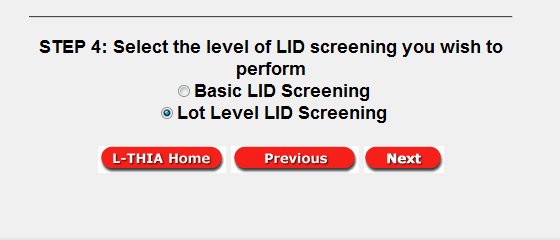 STEP 4: Select the level of LID screening you wish to
perform
Basic LID Screening
Lot Level LID Screening
L-THIA Home Previous Next